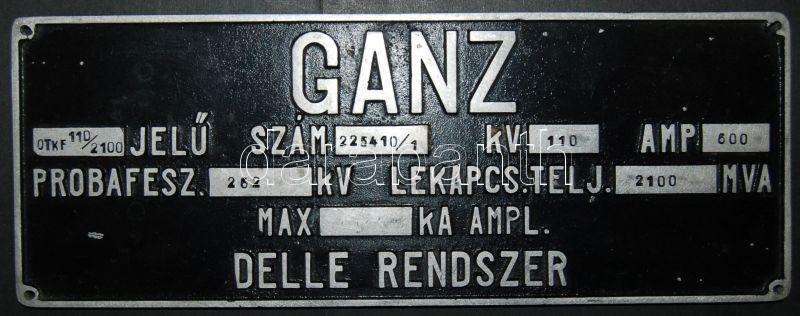 GANZ
OTKF 110/2100 JELŰ SZÁM 225410/1 KV 110 AMP 600
PROBAFESZ. 262 KV LEKAPCS.TELJ. 2100 MVA
MAX KA AMPL.
DELLE RENDSZER
darabanth